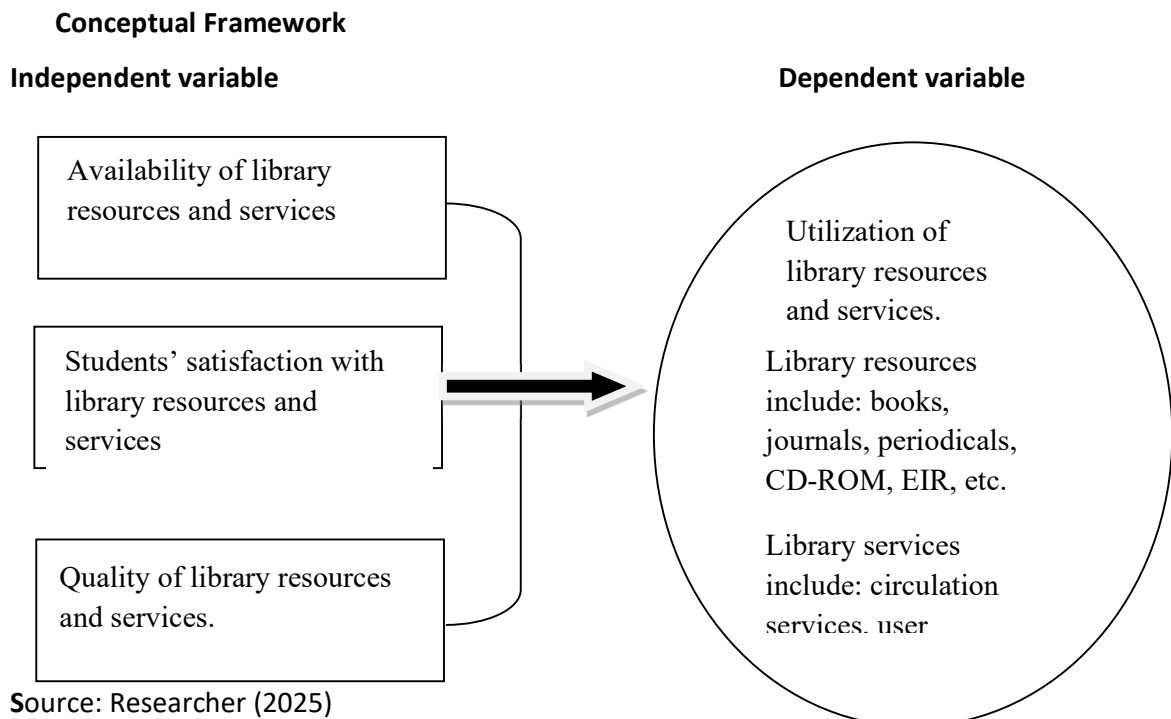 Conceptual Framework
Independent variable
Dependent variable
Availability of library
resources and services
Students’ satisfaction with
library resources and
services
Quality of library resources
and services.
Utilization of
library resources
and services.
Library resources
include: books,
journals, periodicals,
CD-ROM, EIR, etc.
Library services
include: circulation
services, user
Source: Researcher (2025)